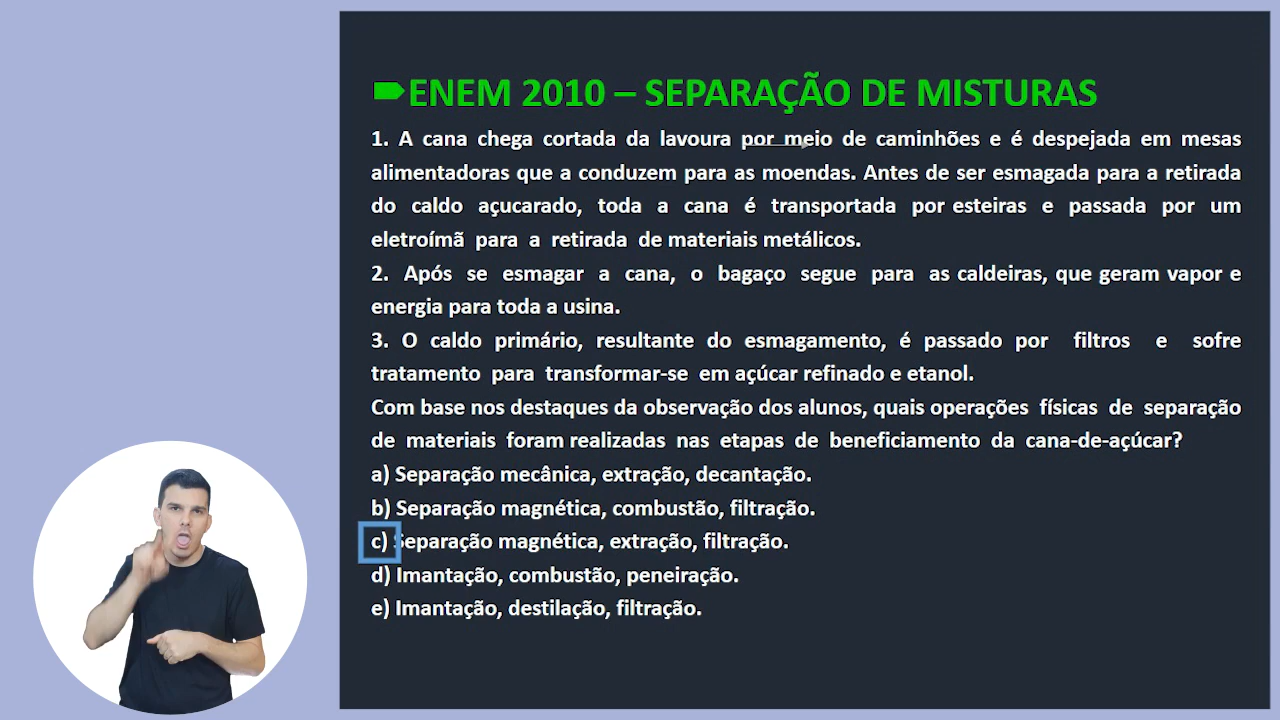 ENEM 2010 – SEPARAÇÃO DE MISTURAS
1. A cana chega cortada da lavoura por meio de caminhões e é despejada em mesas
alimentadoras que a conduzem para as moendas. Antes de ser esmagada para a retirada
do caldo açucarado, toda a cana é transportada por esteiras e passada por um
eletroímã para a retirada de materiais metálicos.
2. Após se esmagar a cana, o bagaço segue para as caldeiras, que geram vapor e
energia para toda a usina.
3. O caldo primário, resultante do esmagamento, é passado por filtros e sofre
tratamento para transformar-se em açúcar refinado e etanol.
Com base nos destaques da observação dos alunos, quais operações físicas de separação
de materiais foram realizadas nas etapas de beneficiamento da cana-de-açúcar?
a) Separação mecânica, extração, decantação.
b) Separação magnética, combustão, filtração.
c) Separação magnética, extração, filtração.
d) Imantação, combustão, peneiração.
e) Imantação, destilação, filtração.